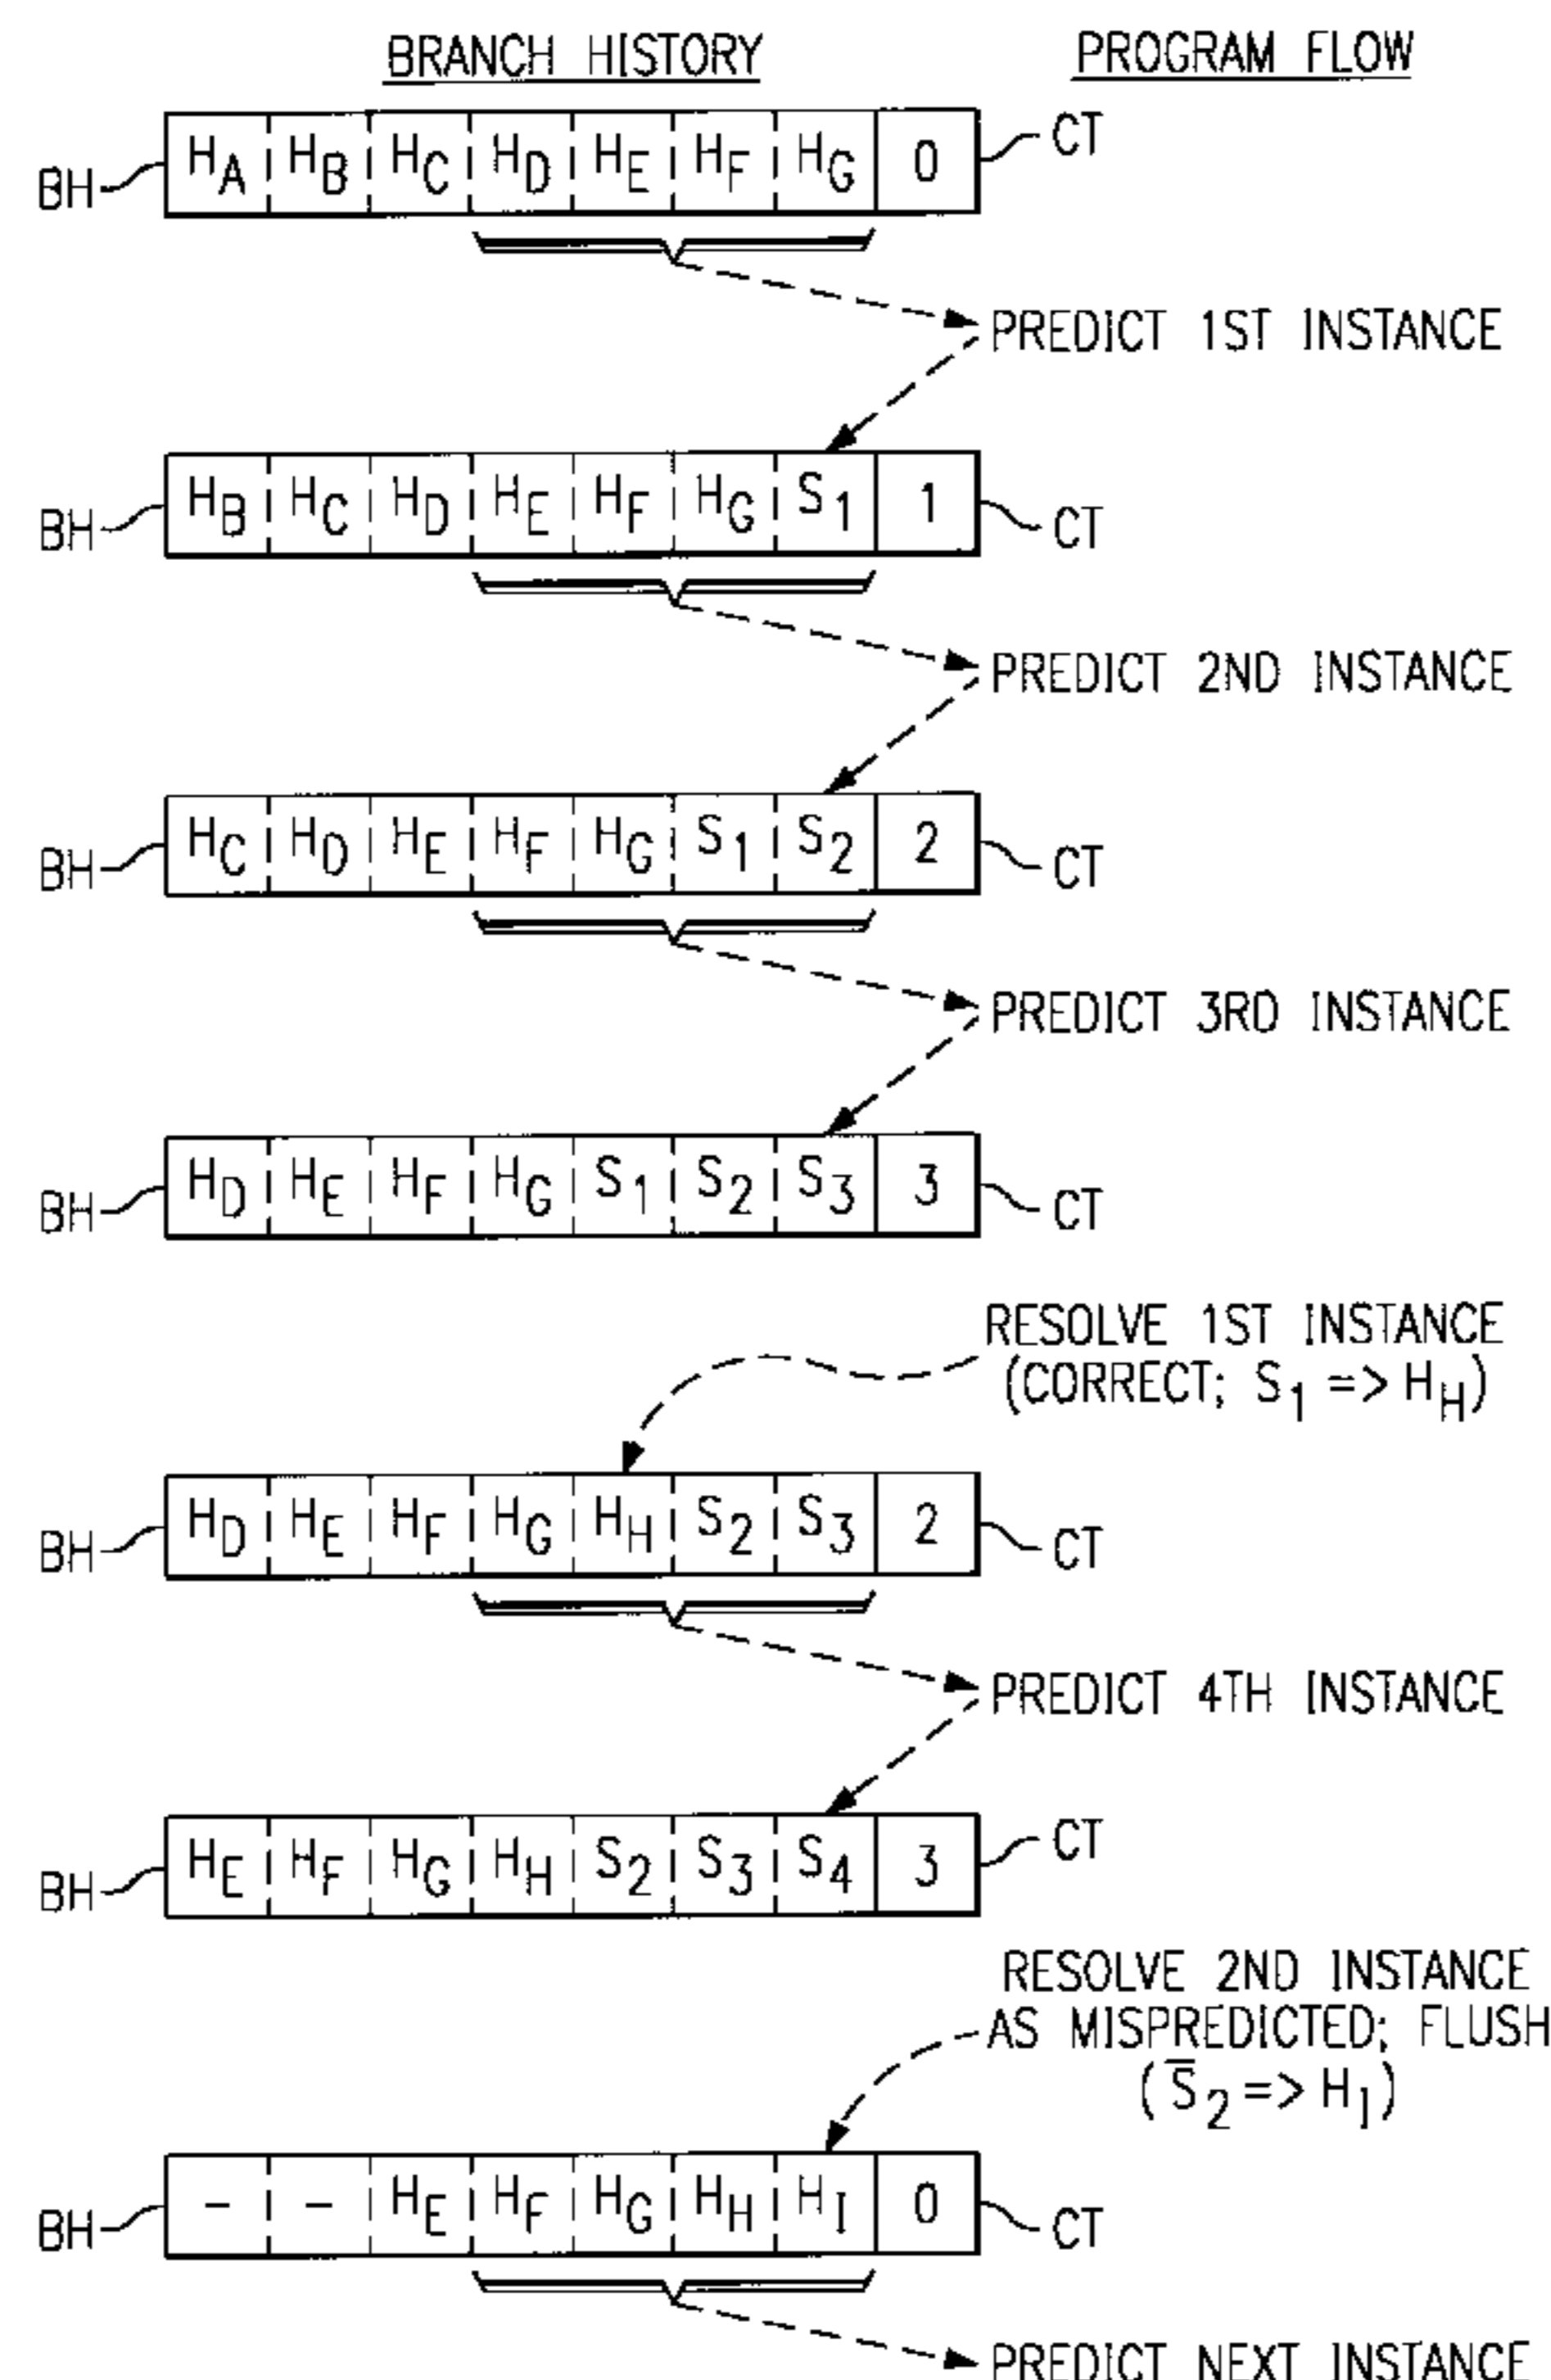 BRANCH HISTORY PROGRAM FLOW
BH H_A H_B H_C H_D H_E H_F H_G 0 CT
PREDICT 1ST INSTANCE
BH H_B H_C H_D H_E H_F H_G S_1 1 CT
PREDICT 2ND INSTANCE
BH H_C H_D H_E H_F H_G S_1 S_2 2 CT
PREDICT 3RD INSTANCE
BH H_D H_E H_F H_G S_1 S_2 S_3 3 CT
RESOLVE 1ST INSTANCE
(CORRECT; S_1 => H_H)
BH H_D H_E H_F H_G H_H S_2 S_3 2 CT
PREDICT 4TH INSTANCE
BH H_E H_F H_G H_H S_2 S_3 S_4 3 CT
RESOLVE 2ND INSTANCE
AS MISPREDICTED; FLUSH
(S̅_2 => H_I)
BH - - H_E H_F H_G H_H H_I 0 CT
PREDICT NEXT INSTANCE